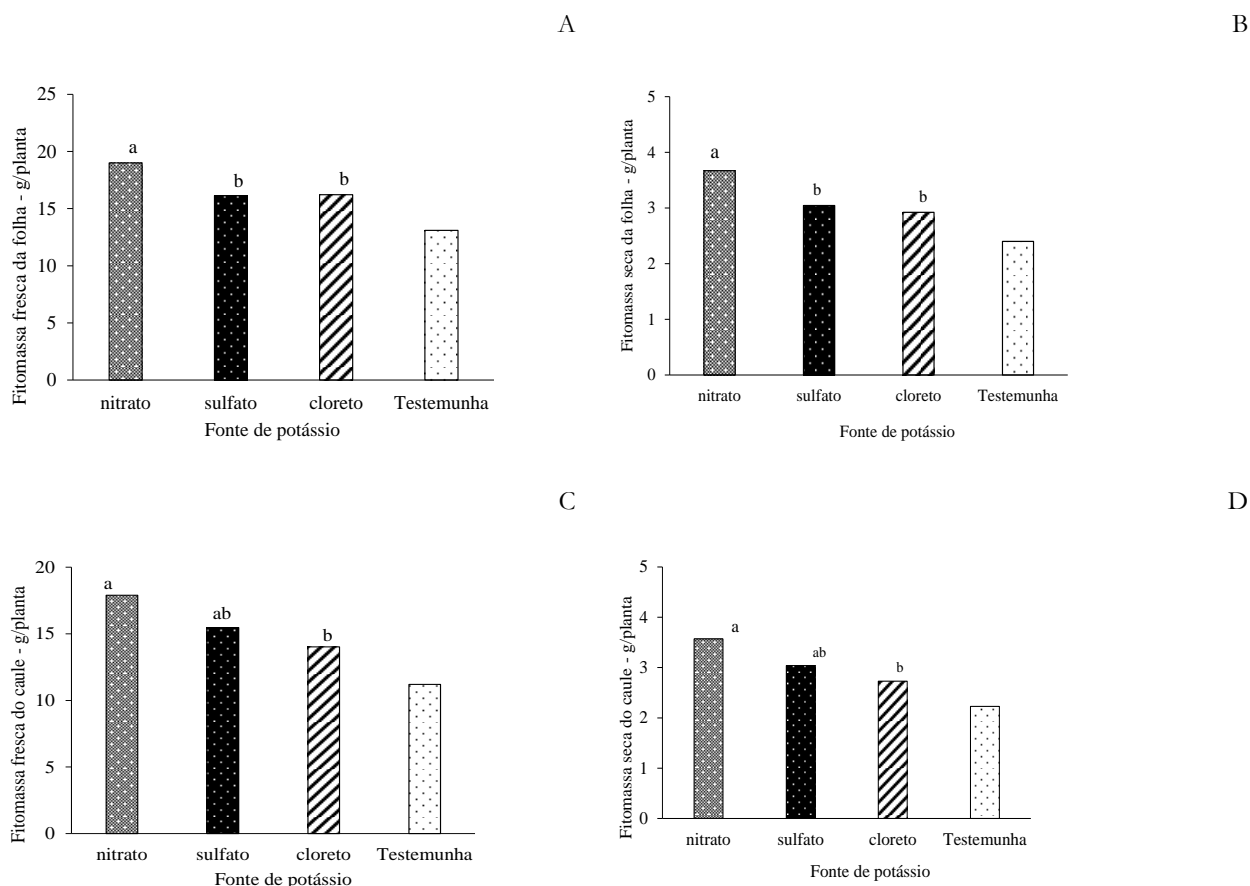 A
Fitomassa fresca da folha - g/planta
25
20
15
10
5
0
a
b
b
nitrato
sulfato
cloreto
Testemunha
Fonte de potássio
B
Fitomassa seca da folha - g/planta
5
4
3
2
1
0
a
b
b
nitrato
sulfato
cloreto
Testemunha
Fonte de potássio
C
Fitomassa fresca do caule - g/planta
20
15
10
5
0
a
ab
b
nitrato
sulfato
cloreto
Testemunha
Fonte de potássio
D
Fitomassa seca do caule - g/planta
5
4
3
2
1
0
a
ab
b
nitrato
sulfato
cloreto
Testemunha
Fonte de potássio